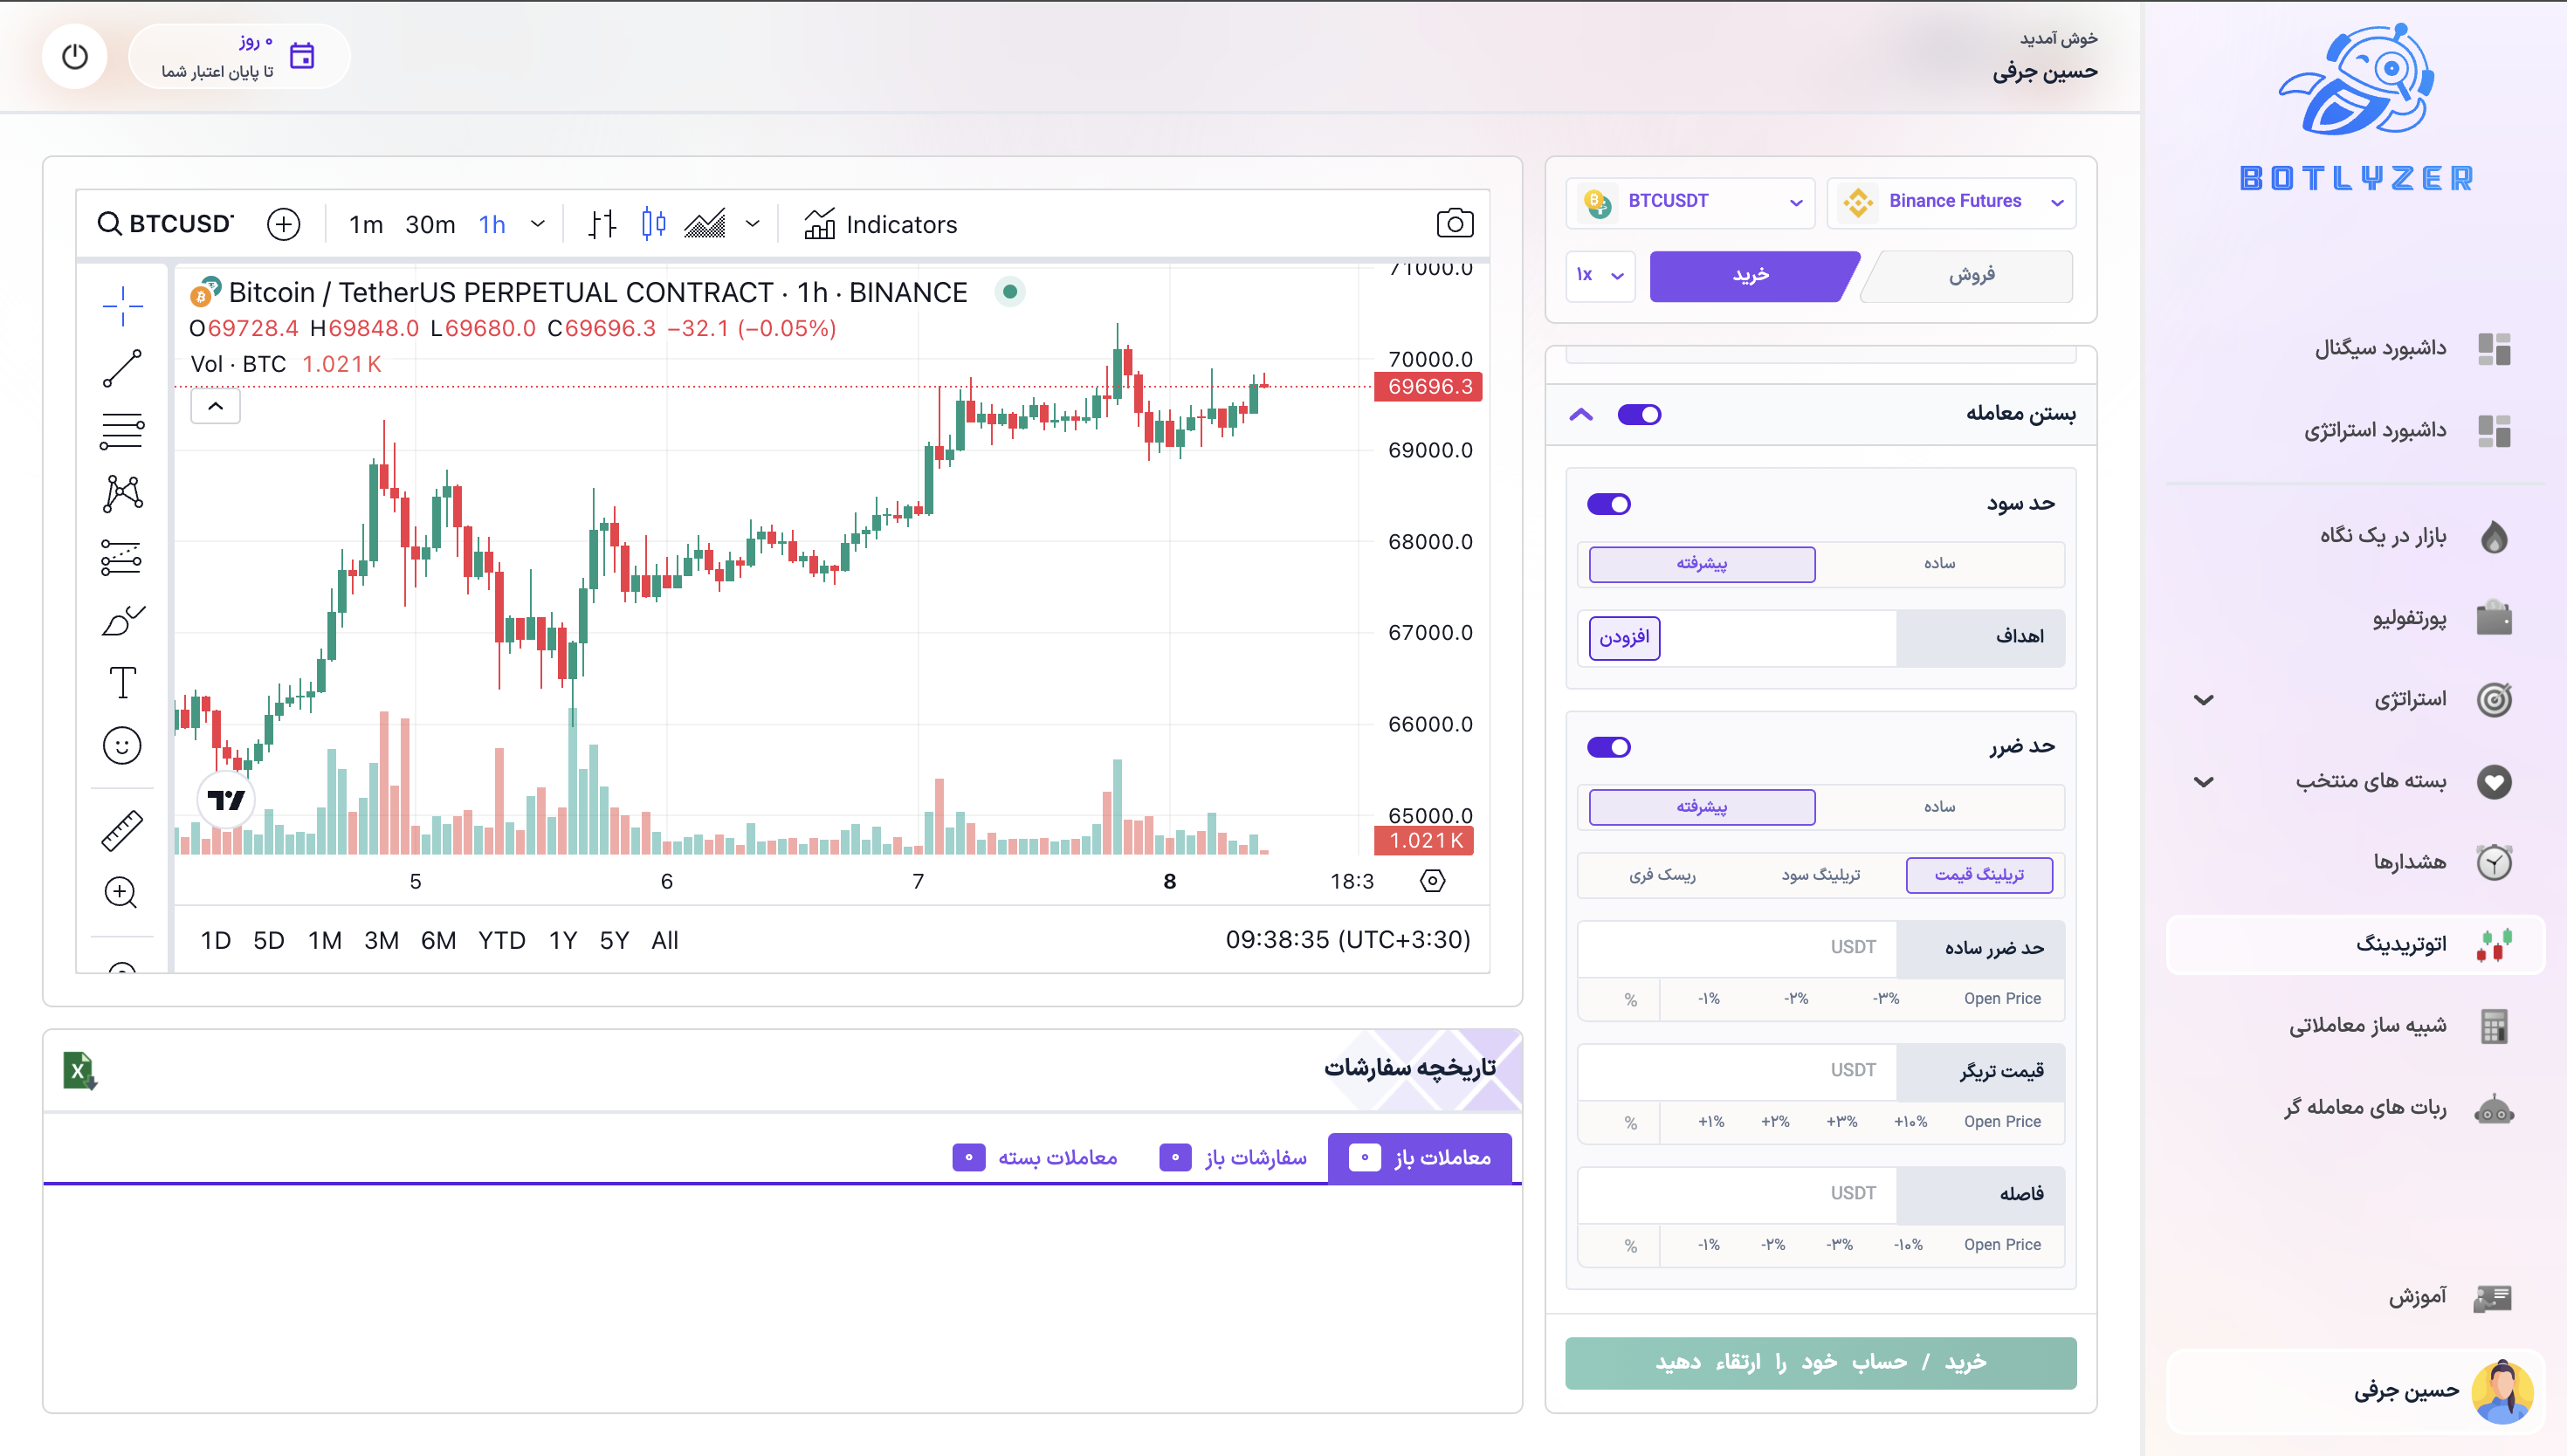 ۰ روز
تا پایان اعتبار شما
خوش آمدید
حسین جرفی
BOTLYZER
داشبورد سیگنال
داشبورد استراتژی
بازار در یک نگاه
پورتفولیو
استراتژی
بسته های منتخب
هشدارها
اتوتریدینگ
شبیه ساز معاملاتی
ربات های معامله گر
آموزش
حسین جرفی
Binance Futures
BTCUSDT
فروش
خرید
۱x
بستن معامله
حد سود
ساده
پیشرفته
اهداف
افزودن
حد ضرر
ساده
پیشرفته
تریلینگ قیمت
تریلینگ سود
ریسک فری
حد ضرر ساده
USDT
% -۱% -۲% -۳% Open Price
قیمت تریگر
USDT
% +۱% +۲% +۳% +۱۰% Open Price
فاصله
USDT
% -۱% -۲% -۳% -۱۰% Open Price
خرید / حساب خود را ارتقاء دهید
BTCUSD
1m 30m 1h
Indicators
Bitcoin / TetherUS PERPETUAL CONTRACT · 1h · BINANCE
O69728.4 H69848.0 L69680.0 C69696.3 −32.1 (−0.05%)
Vol · BTC 1.021K
71000.0
70000.0
69696.3
69000.0
68000.0
67000.0
66000.0
65000.0
1.021K
5 6 7 8 18:3
1D 5D 1M 3M 6M YTD 1Y 5Y All
09:38:35 (UTC+3:30)
تاریخچه سفارشات
معاملات باز ۰
سفارشات باز ۰
معاملات بسته ۰